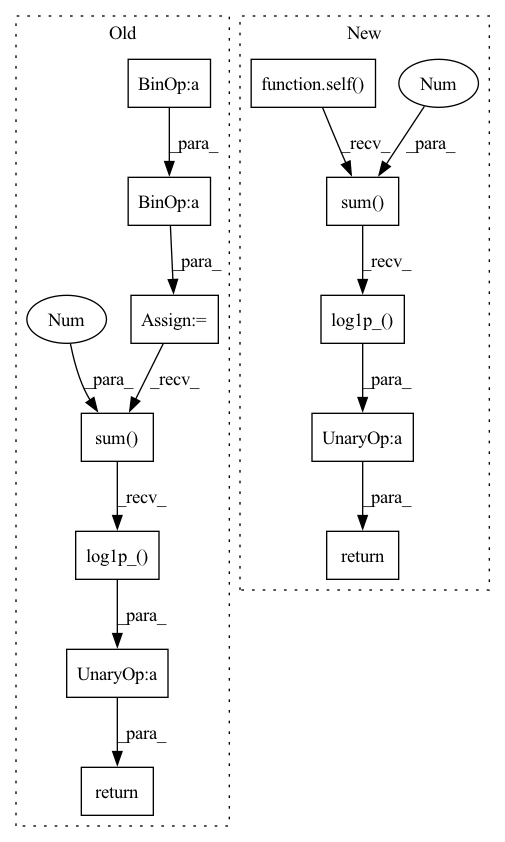 Old
New
BinOp:a
function.self()
Num
_para_
_recv_
_para_
BinOp:a
sum()
_para_
_recv_
Num
Assign:=
log1p_()
_para_
_recv_
_para_
sum()
UnaryOp:a
_recv_
_para_
log1p_()
return
_para_
UnaryOp:a
_para_
return